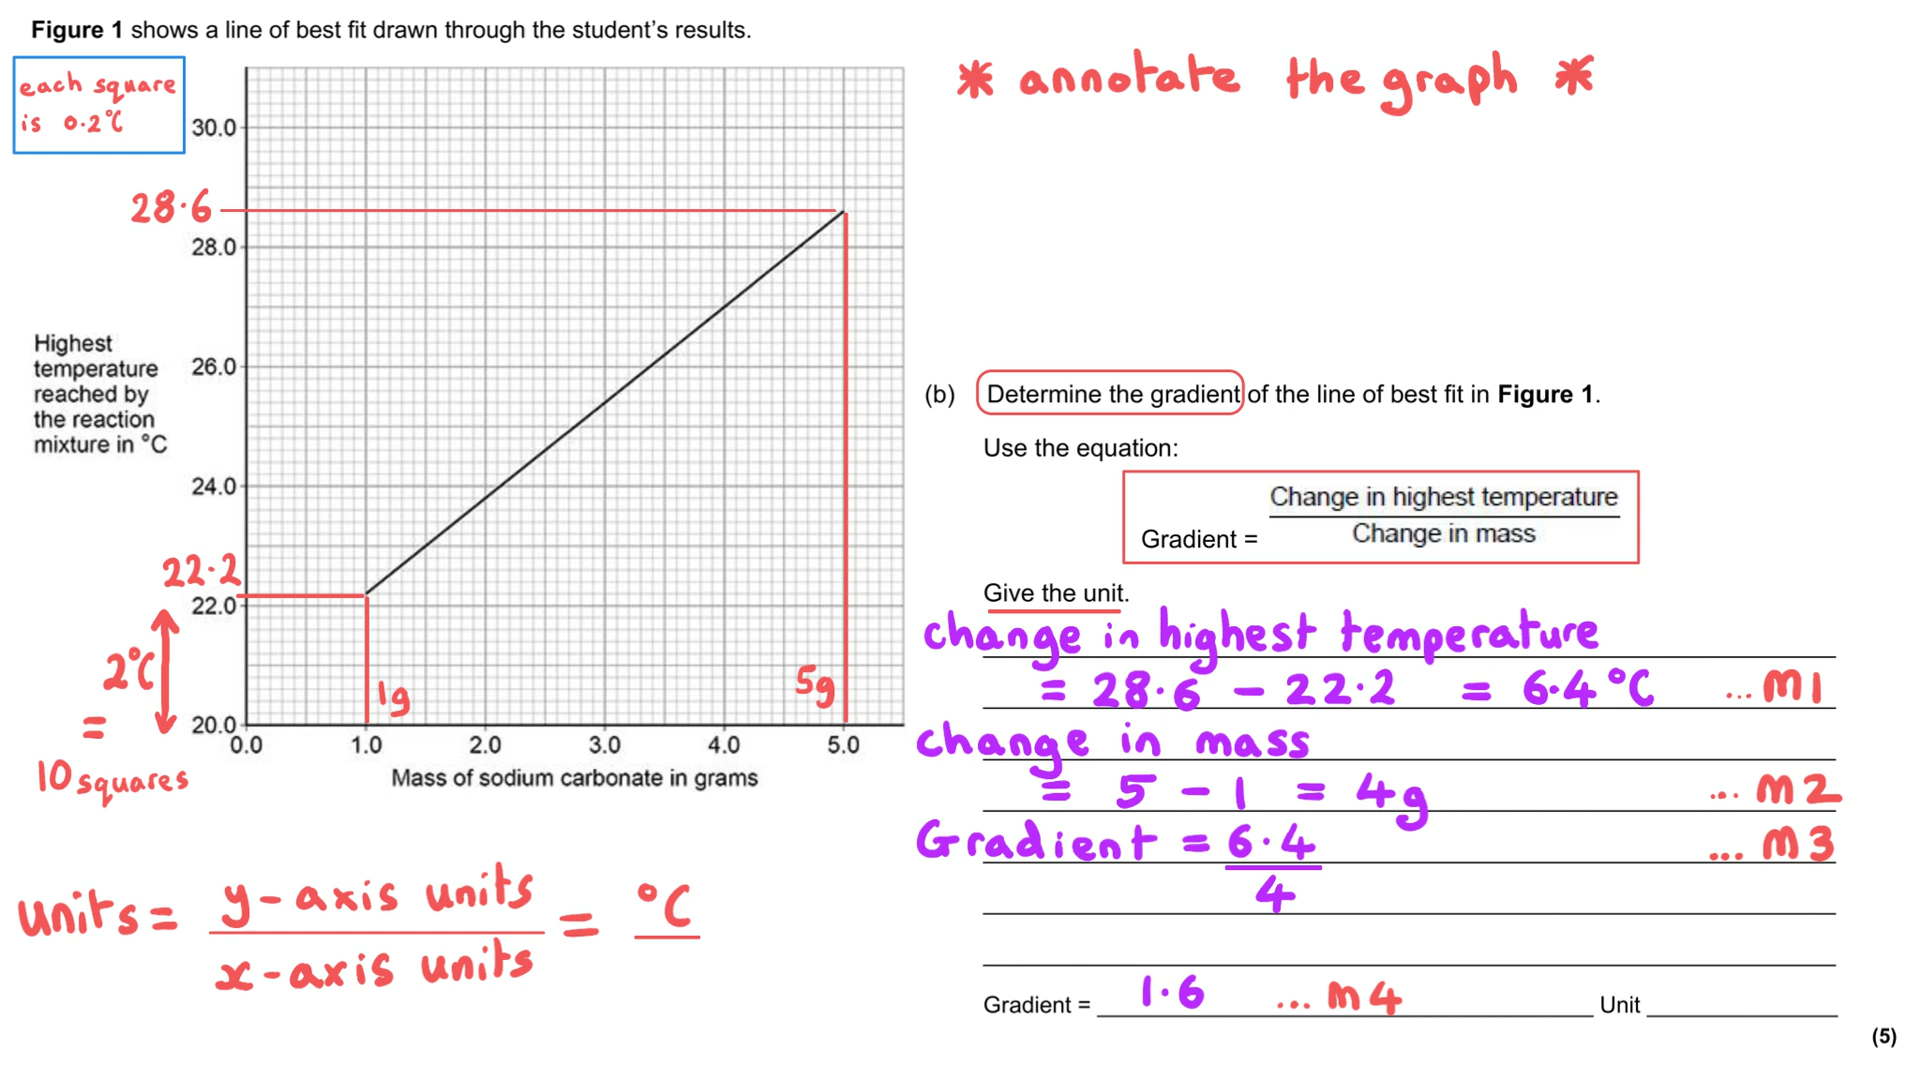 Figure 1 shows a line of best fit drawn through the student's results.
each square
is 0.2°C
* annotate the graph *
30.0
28.6
28.0
Highest
temperature
reached by
the reaction
mixture in °C
26.0
24.0
22.2
22.0
2°C
=
10 squares
20.0
1g
5g
0.0 1.0 2.0 3.0 4.0 5.0
Mass of sodium carbonate in grams
units = y-axis units = °C
x-axis units
(b) Determine the gradient of the line of best fit in Figure 1.
Use the equation:
Gradient = Change in highest temperature
Change in mass
Give the unit.
change in highest temperature
= 28.6 - 22.2 = 6.4°C ... m1
change in mass
= 5 - 1 = 4g ... m2
Gradient = 6.4 ... m3
4
Gradient = 1.6 ... m4 Unit
(5)